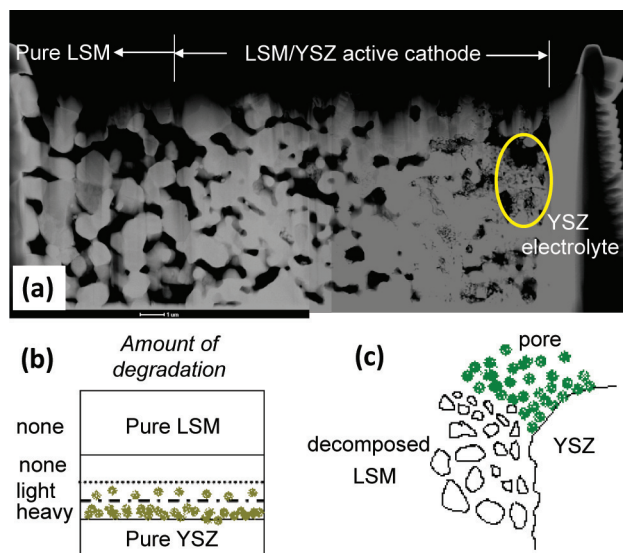 Pure LSM
LSM/YSZ active cathode
YSZ
electrolyte
(a)
1 um
(b)
Amount of
degradation
none
Pure LSM
none
light
heavy
Pure YSZ
(c)
pore
decomposed
LSM
YSZ